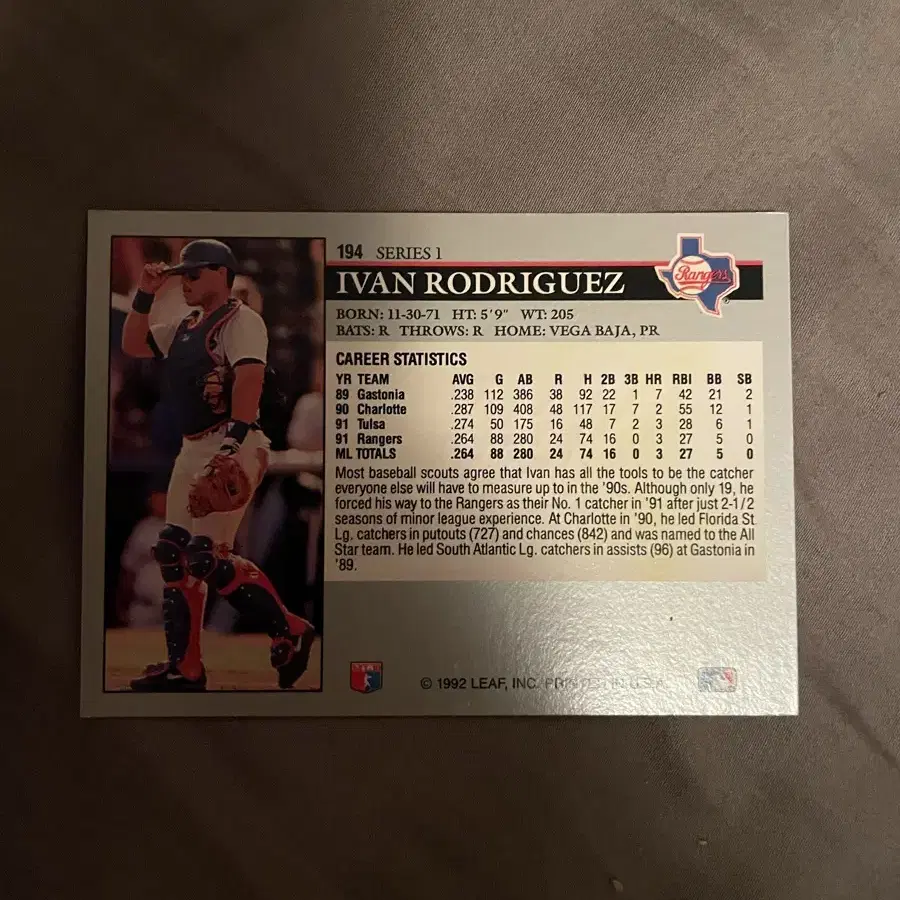 194 SERIES 1
IVAN RODRIGUEZ
Rangers
BORN: 11-30-71 HT: 5'9" WT: 205
BATS: R THROWS: R HOME: VEGA BAJA, PR
CAREER STATISTICS
YR TEAM AVG G AB R H 2B 3B HR RBI BB SB
89 Gastonia .238 112 386 38 92 22 1 7 42 21 2
90 Charlotte .287 109 408 48 117 17 7 2 55 12 1
91 Tulsa .274 50 175 16 48 7 2 3 28 6 1
91 Rangers .264 88 280 24 74 16 0 3 27 5 0
ML TOTALS .264 88 280 24 74 16 0 3 27 5 0
Most baseball scouts agree that Ivan has all the tools to be the catcher
everyone else will have to measure up to in the '90s. Although only 19, he
forced his way to the Rangers as their No. 1 catcher in '91 after just 2-1/2
seasons of minor league experience. At Charlotte in '90, he led Florida St.
Lg. catchers in putouts (727) and chances (842) and was named to the All
Star team. He led South Atlantic Lg. catchers in assists (96) at Gastonia in
'89.
© 1992 LEAF, INC. PRINTED IN U.S.A.